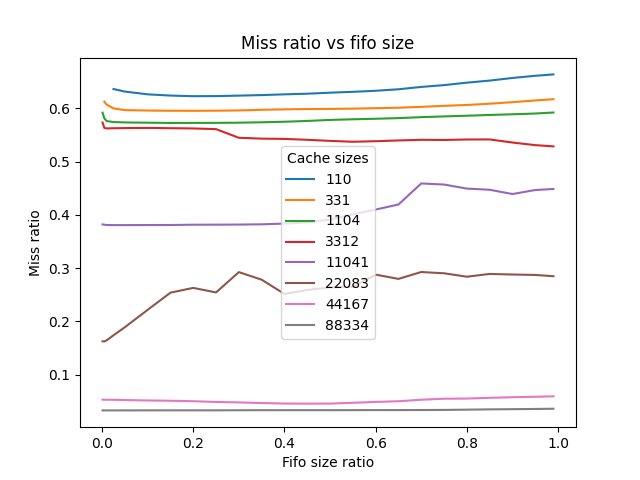 Miss ratio vs fifo size
Miss ratio
0.6
0.5
0.4
0.3
0.2
0.1
Cache sizes
110
331
1104
3312
11041
22083
44167
88334
0.0 0.2 0.4 0.6 0.8 1.0
Fifo size ratio